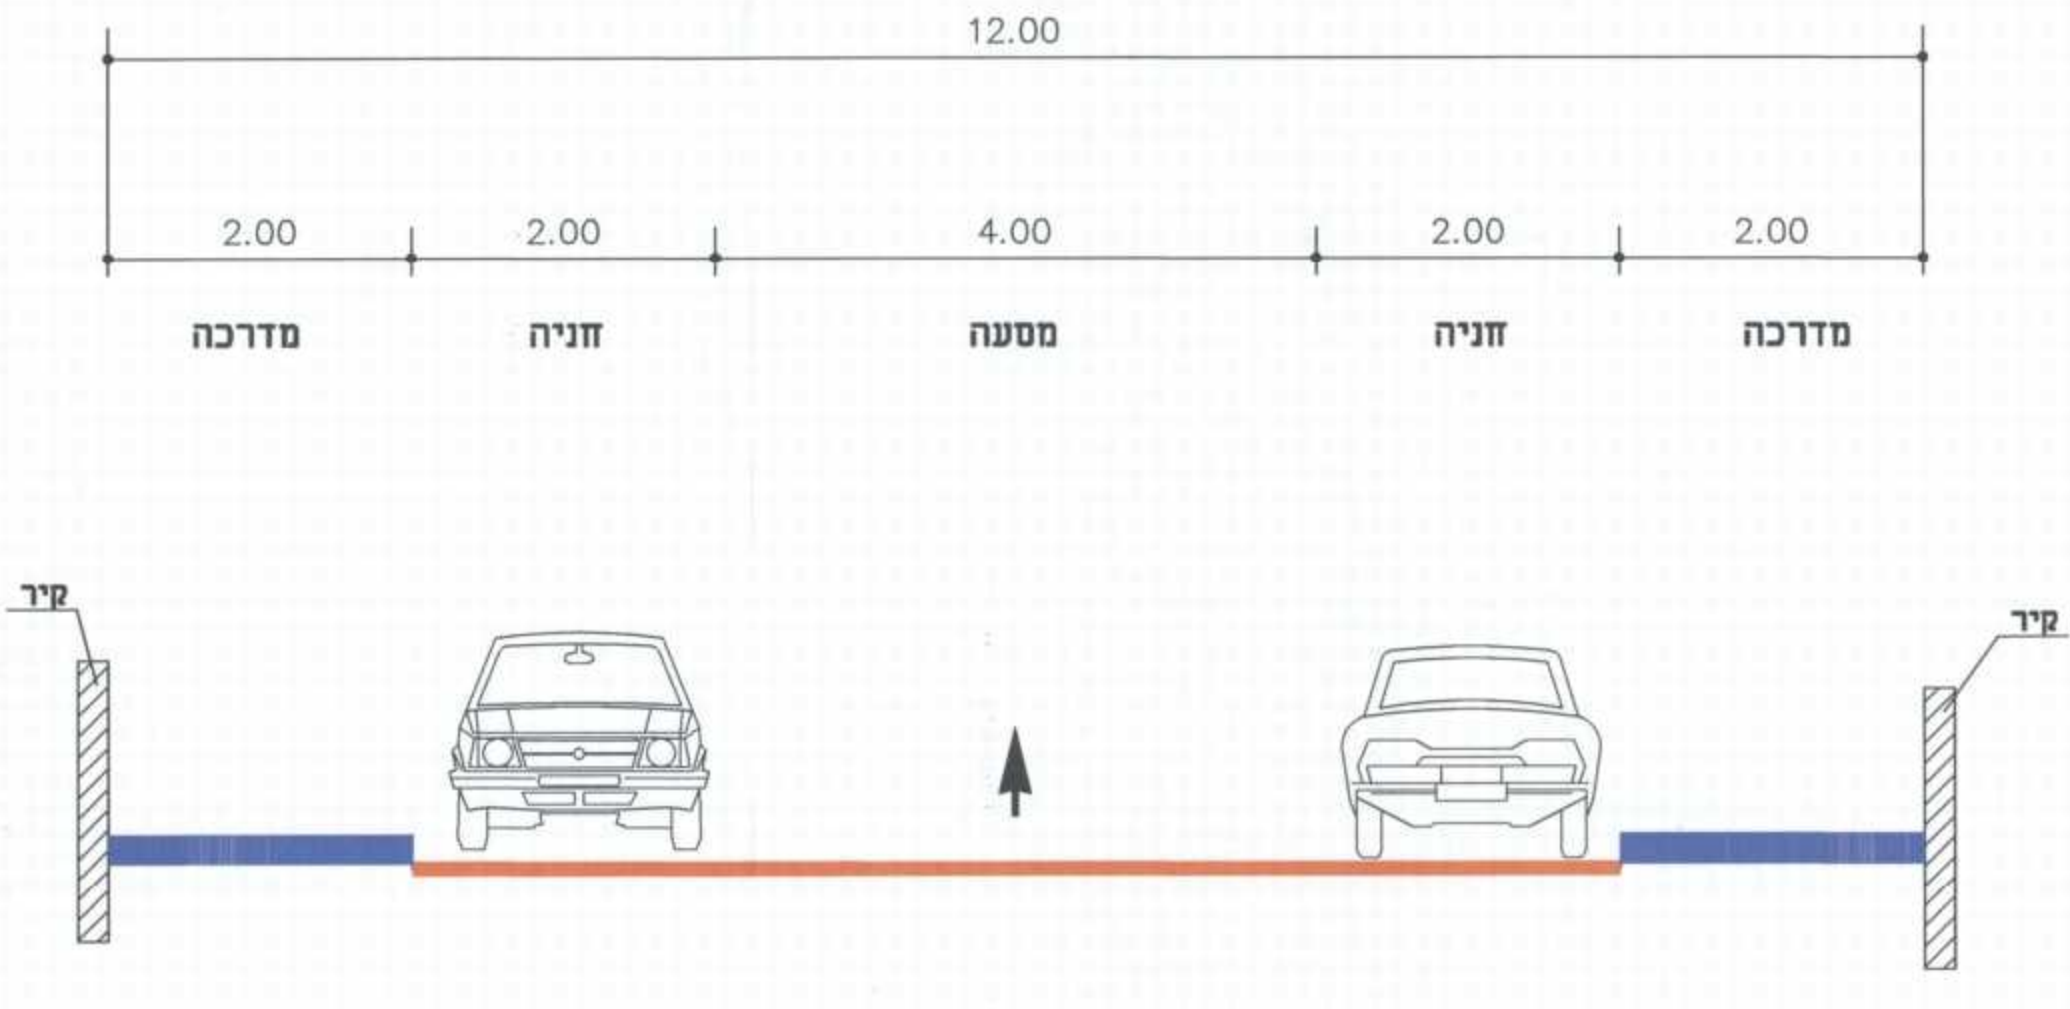 12.00
2.00 2.00 4.00 2.00 2.00
מדרכה חניה מסעה חניה מדרכה
קיר
קיר